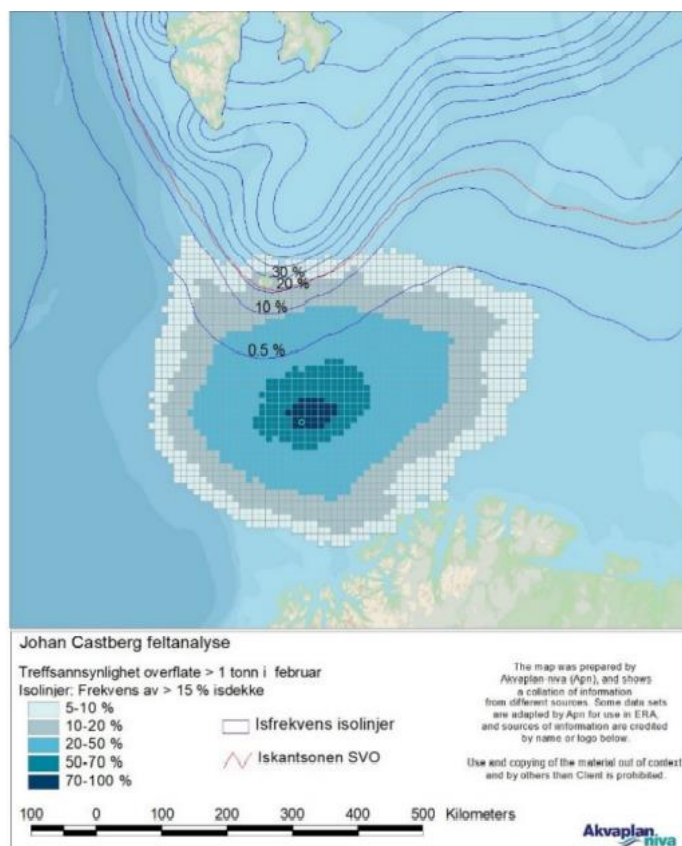 30 %
20 %
10 %
0.5 %
Johan Castberg feltanalyse
Treffsannsynlighet overflate > 1 tonn i februar
Isolinjer: Frekvens av > 15 % isdekke
5-10 %
10-20 %
20-50 %
50-70 %
70-100 %
Isfrekvens isolinjer
Iskantsonen SVO
The map was prepared by
Akvaplan-niva (Apn), and shows
a collation of information
from different sources. Some data sets
are adapted by Apn for use in ERA,
and sources of information are credited
by name or logo below.
Use and copying of the material out of context
and by others than Client is prohibited.
100 0 100 200 300 400 500 Kilometers
Akvaplan
niva